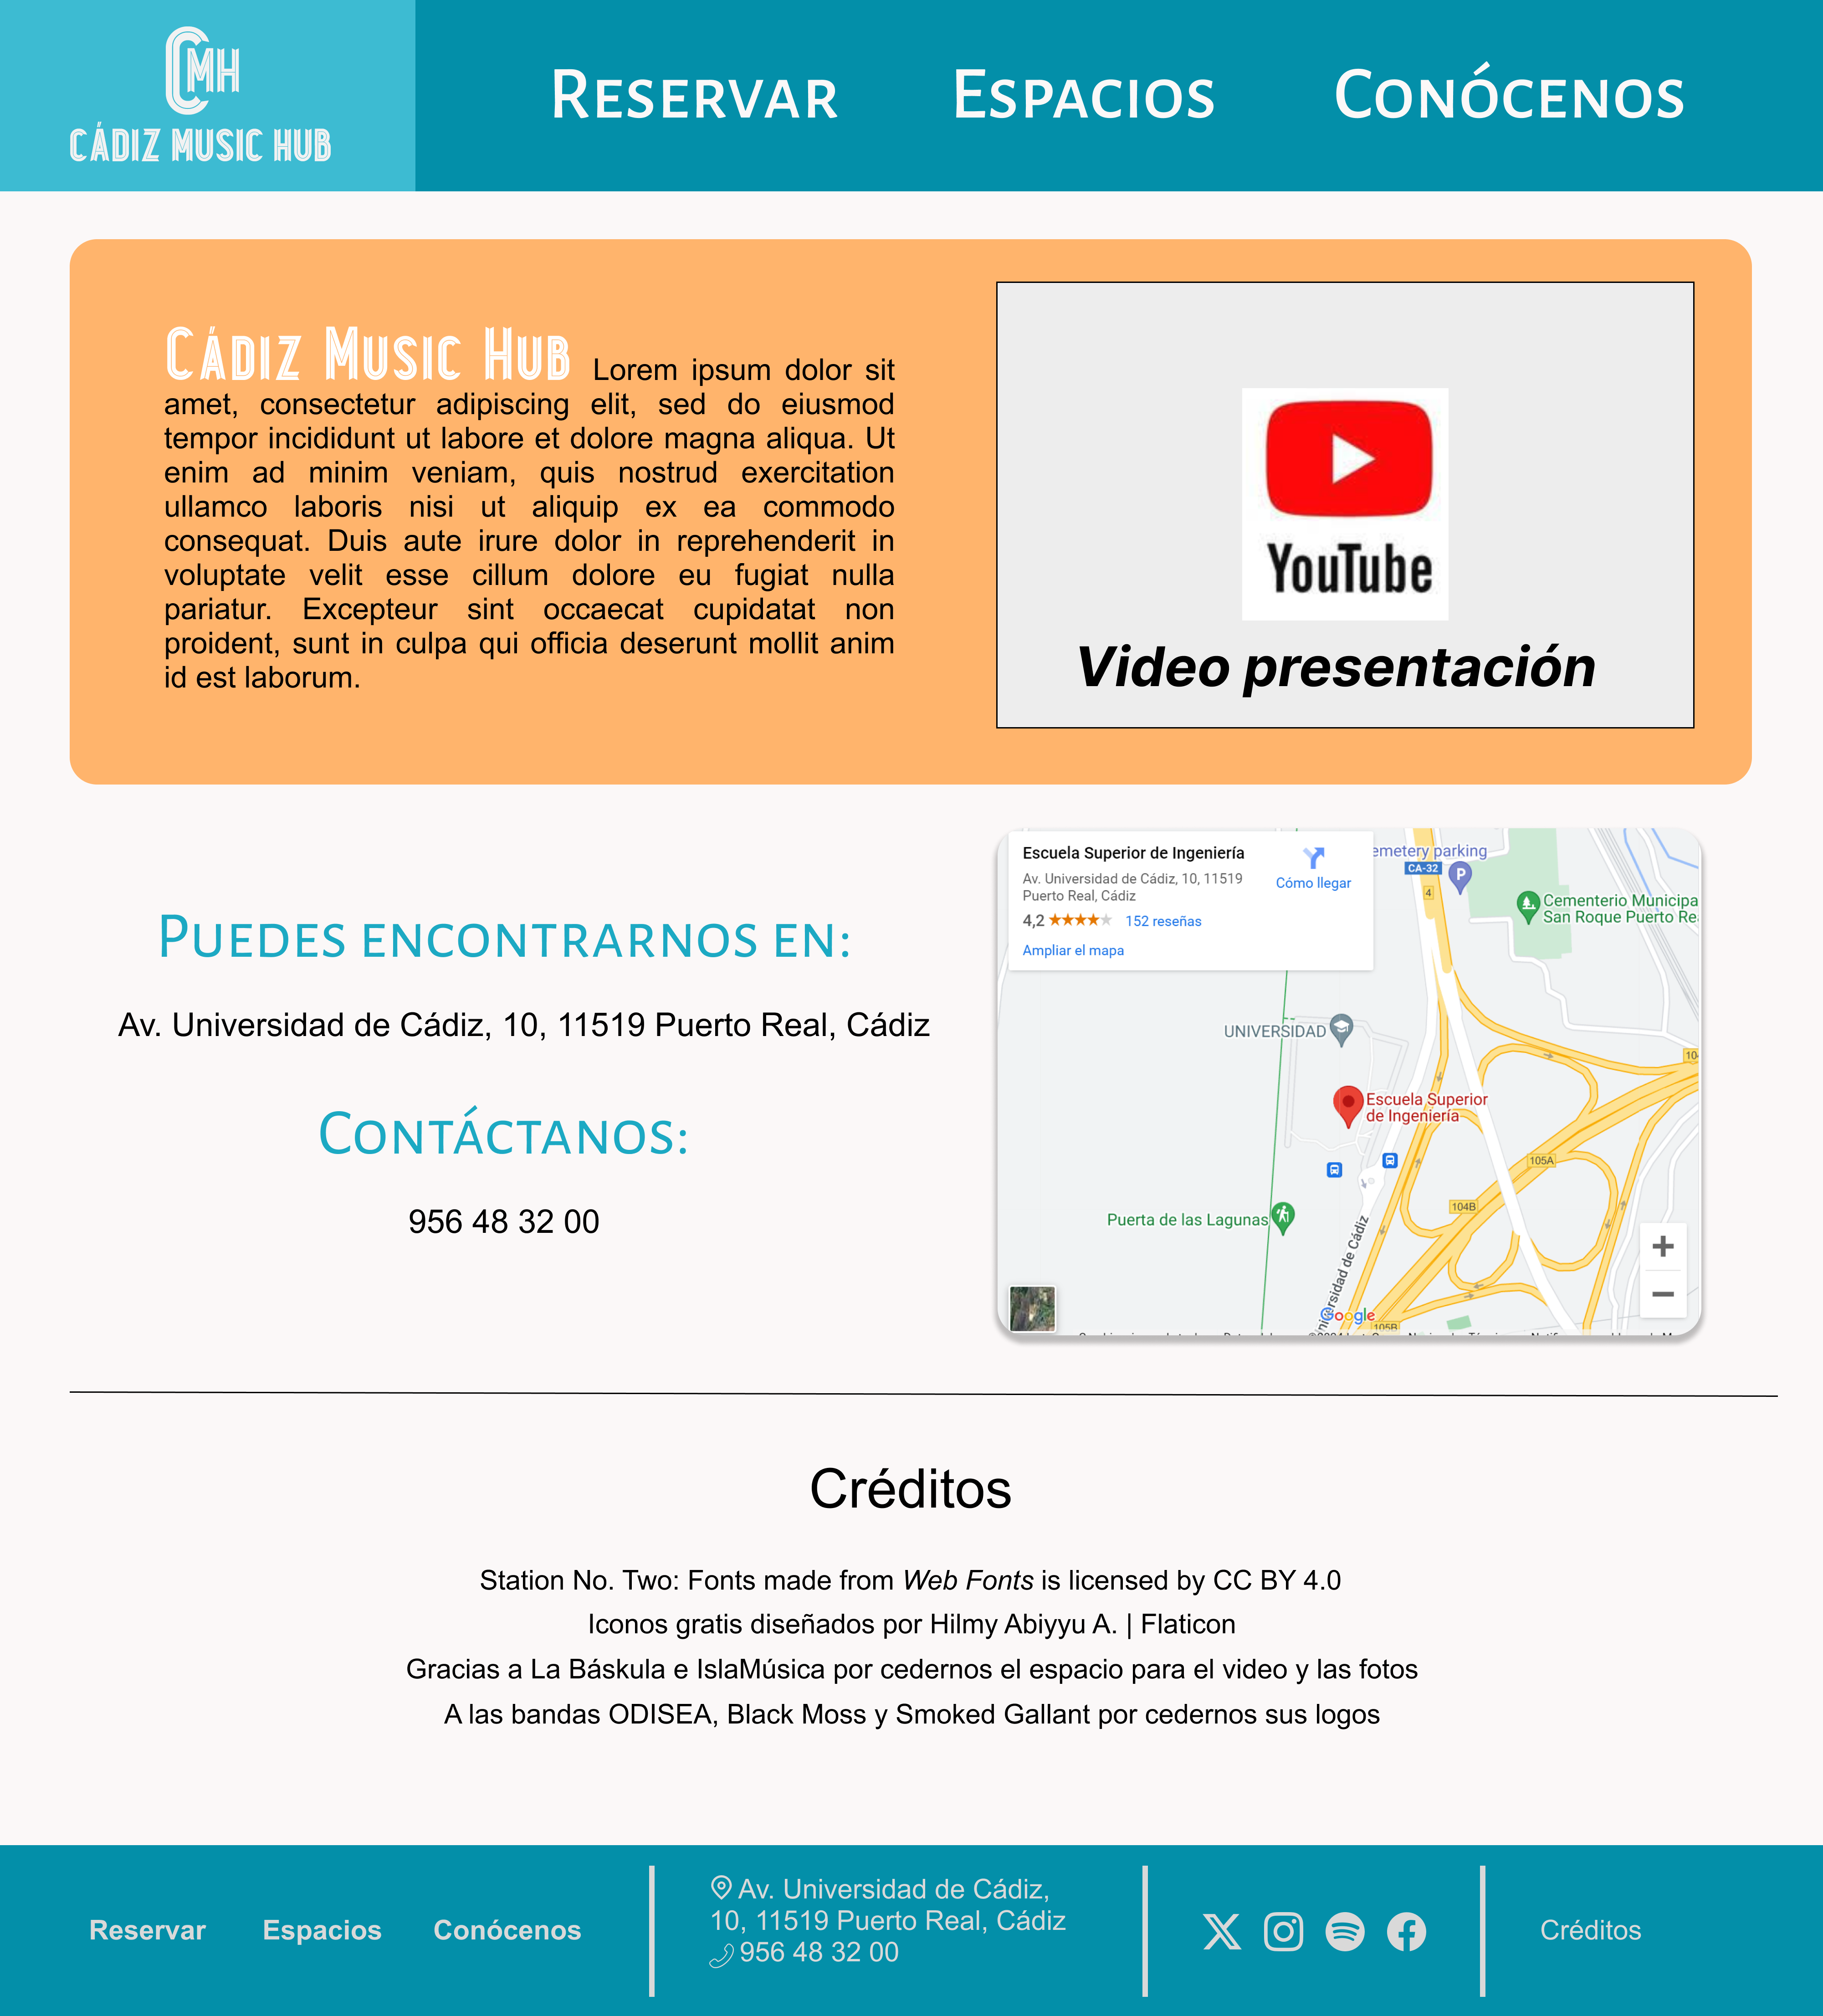 CMH
CÁDIZ MUSIC HUB
RESERVAR
ESPACIOS
CONÓCENOS
CÁDIZ MUSIC HUB Lorem ipsum dolor sit
amet, consectetur adipiscing elit, sed do eiusmod
tempor incididunt ut labore et dolore magna aliqua. Ut
enim ad minim veniam, quis nostrud exercitation
ullamco laboris nisi ut aliquip ex ea commodo
consequat. Duis aute irure dolor in reprehenderit in
voluptate velit esse cillum dolore eu fugiat nulla
pariatur. Excepteur sint occaecat cupidatat non
proident, sunt in culpa qui officia deserunt mollit anim
id est laborum.
YouTube
Video presentación
PUEDES ENCONTRARNOS EN:
Av. Universidad de Cádiz, 10, 11519 Puerto Real, Cádiz
CONTÁCTANOS:
956 48 32 00
Escuela Superior de Ingeniería
Av. Universidad de Cádiz, 10, 11519
Puerto Real, Cádiz
4,2
152 reseñas
Ampliar el mapa
Cómo llegar
emetery parking
P
CA-32
4
Cementerio Municipa
San Roque Puerto Re
UNIVERSIDAD
10
Escuela Superior
de Ingeniería
105A
104B
Puerta de las Lagunas
ersidad de Cádiz
Google
105B
Créditos
Station No. Two: Fonts made from Web Fonts is licensed by CC BY 4.0
Iconos gratis diseñados por Hilmy Abiyyu A. | Flaticon
Gracias a La Báskula e IslaMúsica por cedernos el espacio para el video y las fotos
A las bandas ODISEA, Black Moss y Smoked Gallant por cedernos sus logos
Reservar
Espacios
Conócenos
Av. Universidad de Cádiz,
10, 11519 Puerto Real, Cádiz
956 48 32 00
Créditos